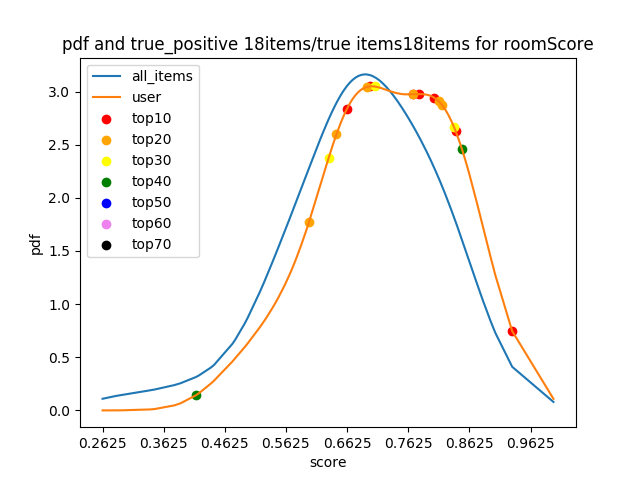 pdf and true_positive 18items/true items18items for roomScore
all_items
user
top10
top20
top30
top40
top50
top60
top70
pdf
3.0
2.5
2.0
1.5
1.0
0.5
0.0
0.2625 0.3625 0.4625 0.5625 0.6625 0.7625 0.8625 0.9625
score